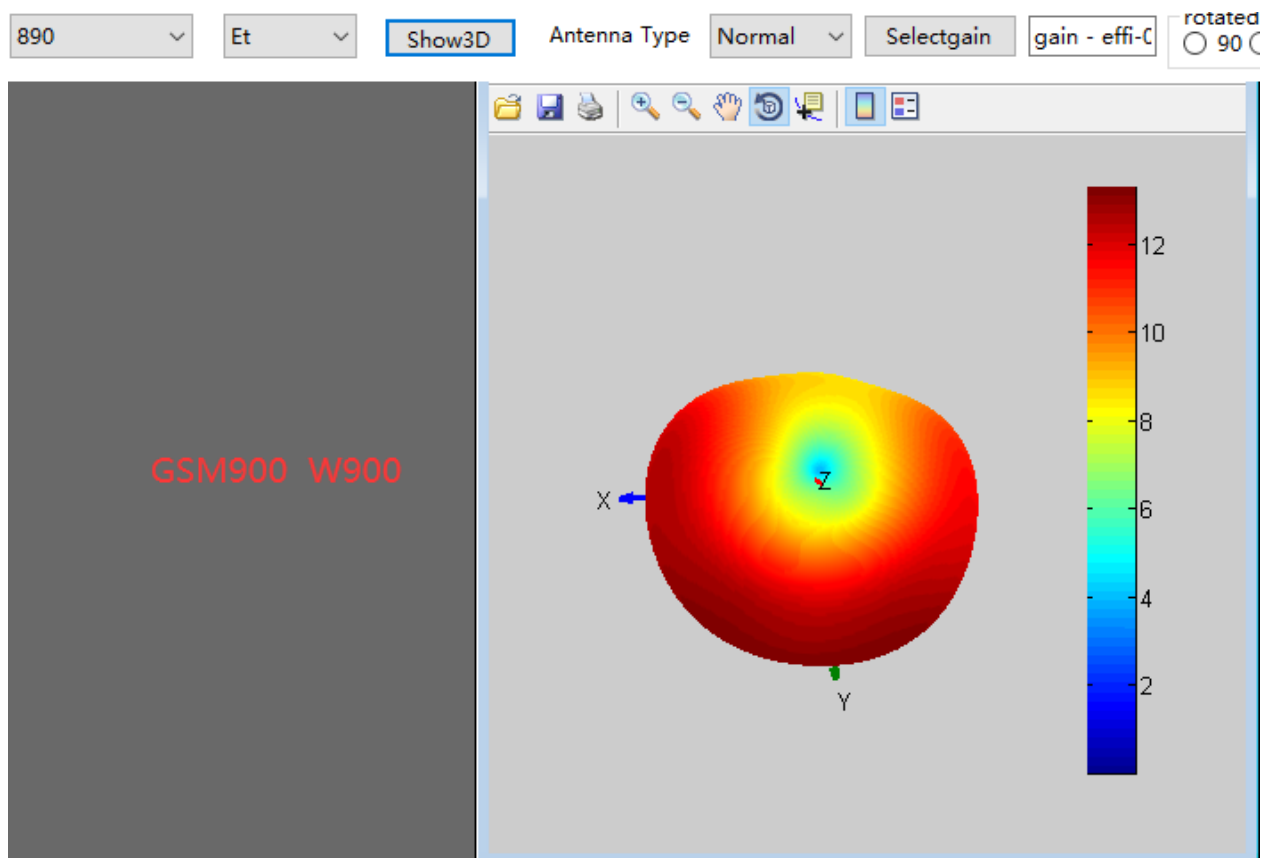 rotated
890 Et Show3D Antenna Type Normal Selectgain gain - effi- 90
12
10
8
6
4
2
GSM900 W900
Z
X
Y